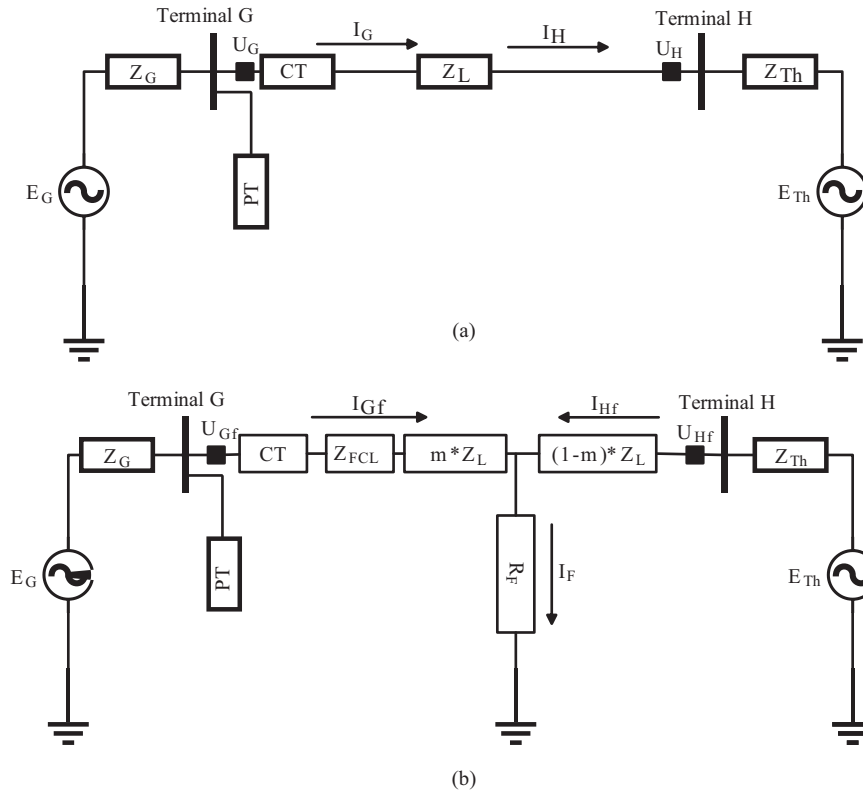 Terminal G
Terminal H
I_G
I_H
U_G
U_H
Z_G
CT
Z_L
Z_Th
E_G
PT
E_Th
(a)
Terminal G
Terminal H
I_Gf
I_Hf
U_Gf
U_Hf
Z_G
CT
Z_FCL
m*Z_L
(1-m)*Z_L
Z_Th
E_G
PT
R_F
I_F
E_Th
(b)